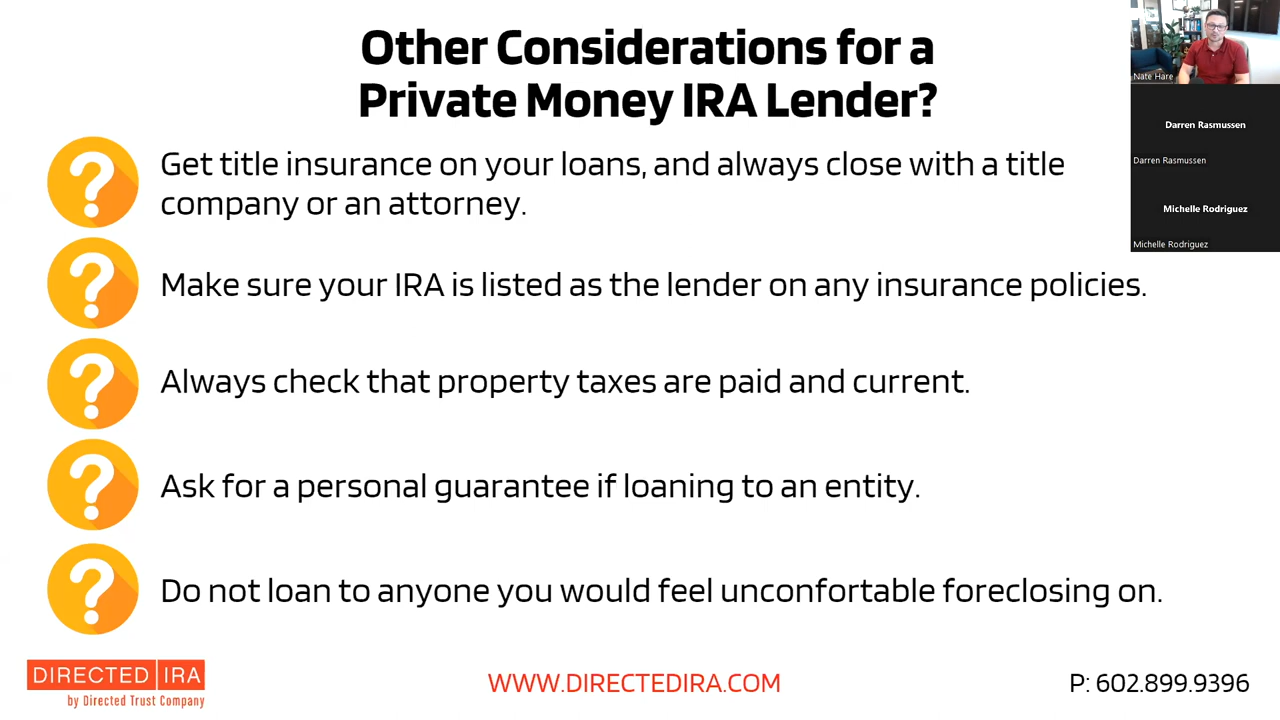 Other Considerations for a
Private Money IRA Lender?
Get title insurance on your loans, and always close with a title
company or an attorney.
Make sure your IRA is listed as the lender on any insurance policies.
Always check that property taxes are paid and current.
Ask for a personal guarantee if loaning to an entity.
Do not loan to anyone you would feel unconfortable foreclosing on.
Nate Hare
Darren Rasmussen
Darren Rasmussen
Michelle Rodriguez
Michelle Rodriguez
DIRECTED IRA
by Directed Trust Company
WWW.DIRECTEDIRA.COM
P: 602.899.9396